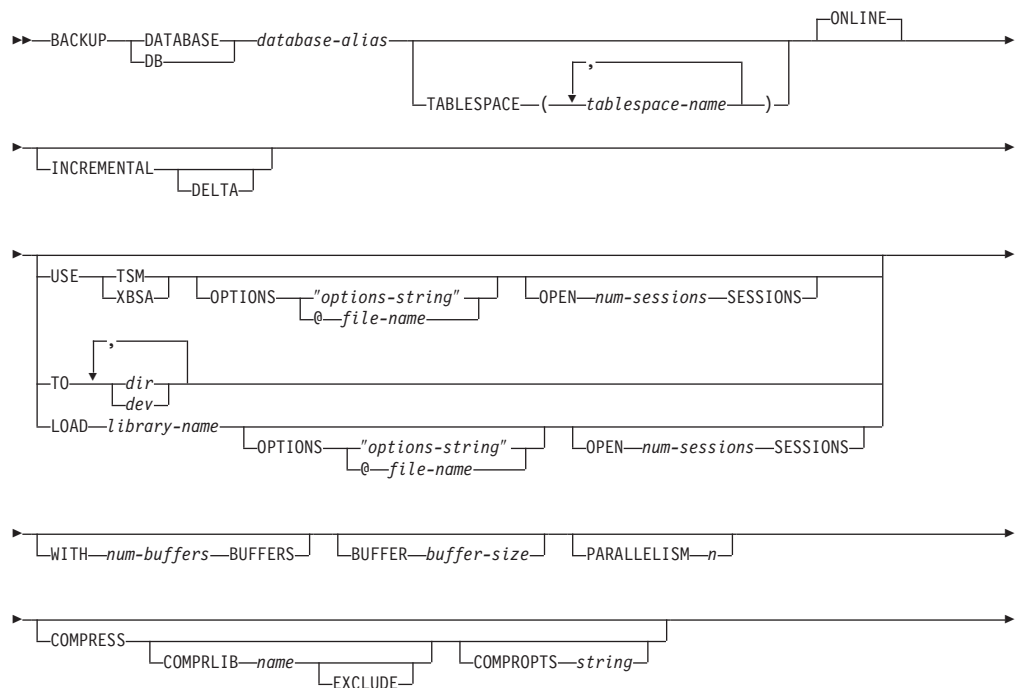 ONLINE
BACKUP DATABASE database-alias
DB
,
TABLESPACE ( tablespace-name )
INCREMENTAL
DELTA
USE TSM
XBSA
OPTIONS "options-string"
@ file-name
OPEN num-sessions SESSIONS
,
TO dir
dev
LOAD library-name
OPTIONS "options-string"
@ file-name
OPEN num-sessions SESSIONS
WITH num-buffers BUFFERS
BUFFER buffer-size
PARALLELISM n
COMPRESS
COMPRLIB name
EXCLUDE
COMPROPTS string